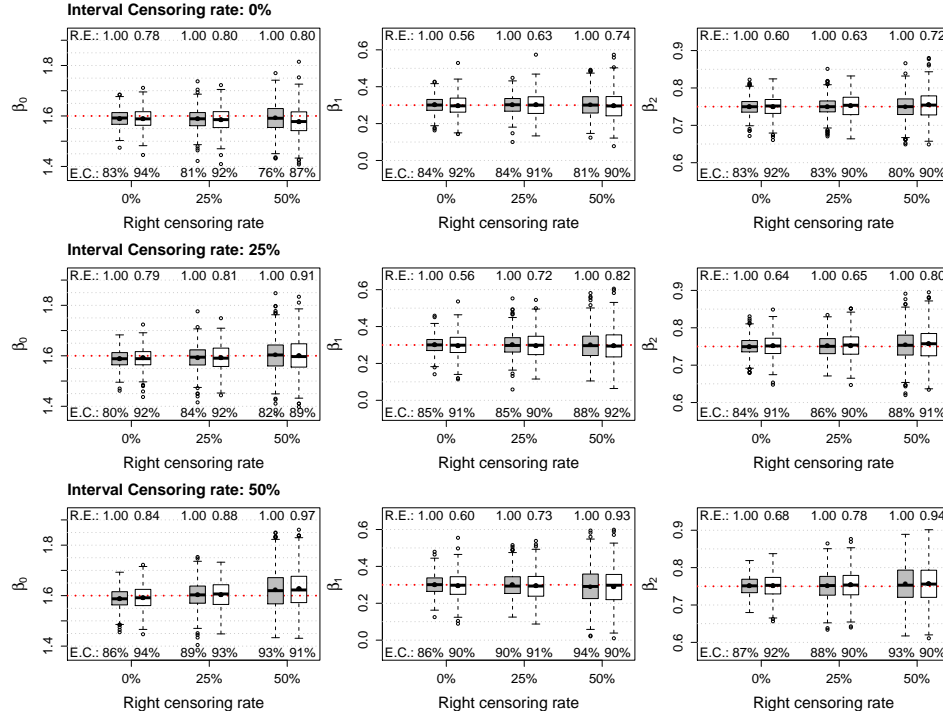 Interval Censoring rate: 0%
R.E.: 1.00 0.78 1.00 0.80 1.00 0.80
β0
1.4 1.6 1.8
E.C.: 83% 94% 81% 92% 76% 87%
0% 25% 50%
Right censoring rate
R.E.: 1.00 0.56 1.00 0.63 1.00 0.74
β1
0.0 0.3 0.6
E.C.: 84% 92% 84% 91% 81% 90%
0% 25% 50%
Right censoring rate
R.E.: 1.00 0.60 1.00 0.63 1.00 0.72
β2
0.6 0.7 0.8 0.9
E.C.: 83% 92% 83% 90% 80% 90%
0% 25% 50%
Right censoring rate
Interval Censoring rate: 25%
R.E.: 1.00 0.79 1.00 0.81 1.00 0.91
β0
1.4 1.6 1.8
E.C.: 80% 92% 84% 92% 82% 89%
0% 25% 50%
Right censoring rate
R.E.: 1.00 0.56 1.00 0.72 1.00 0.82
β1
0.0 0.2 0.4 0.6
E.C.: 85% 91% 85% 90% 88% 92%
0% 25% 50%
Right censoring rate
R.E.: 1.00 0.64 1.00 0.65 1.00 0.80
β2
0.6 0.7 0.8 0.9
E.C.: 84% 91% 86% 90% 88% 91%
0% 25% 50%
Right censoring rate
Interval Censoring rate: 50%
R.E.: 1.00 0.84 1.00 0.88 1.00 0.97
β0
1.4 1.6 1.8
E.C.: 86% 94% 89% 93% 93% 91%
0% 25% 50%
Right censoring rate
R.E.: 1.00 0.60 1.00 0.73 1.00 0.93
β1
0.0 0.2 0.4 0.6
E.C.: 86% 90% 90% 91% 94% 90%
0% 25% 50%
Right censoring rate
R.E.: 1.00 0.68 1.00 0.78 1.00 0.94
β2
0.6 0.7 0.8 0.9
E.C.: 87% 92% 88% 90% 93% 90%
0% 25% 50%
Right censoring rate